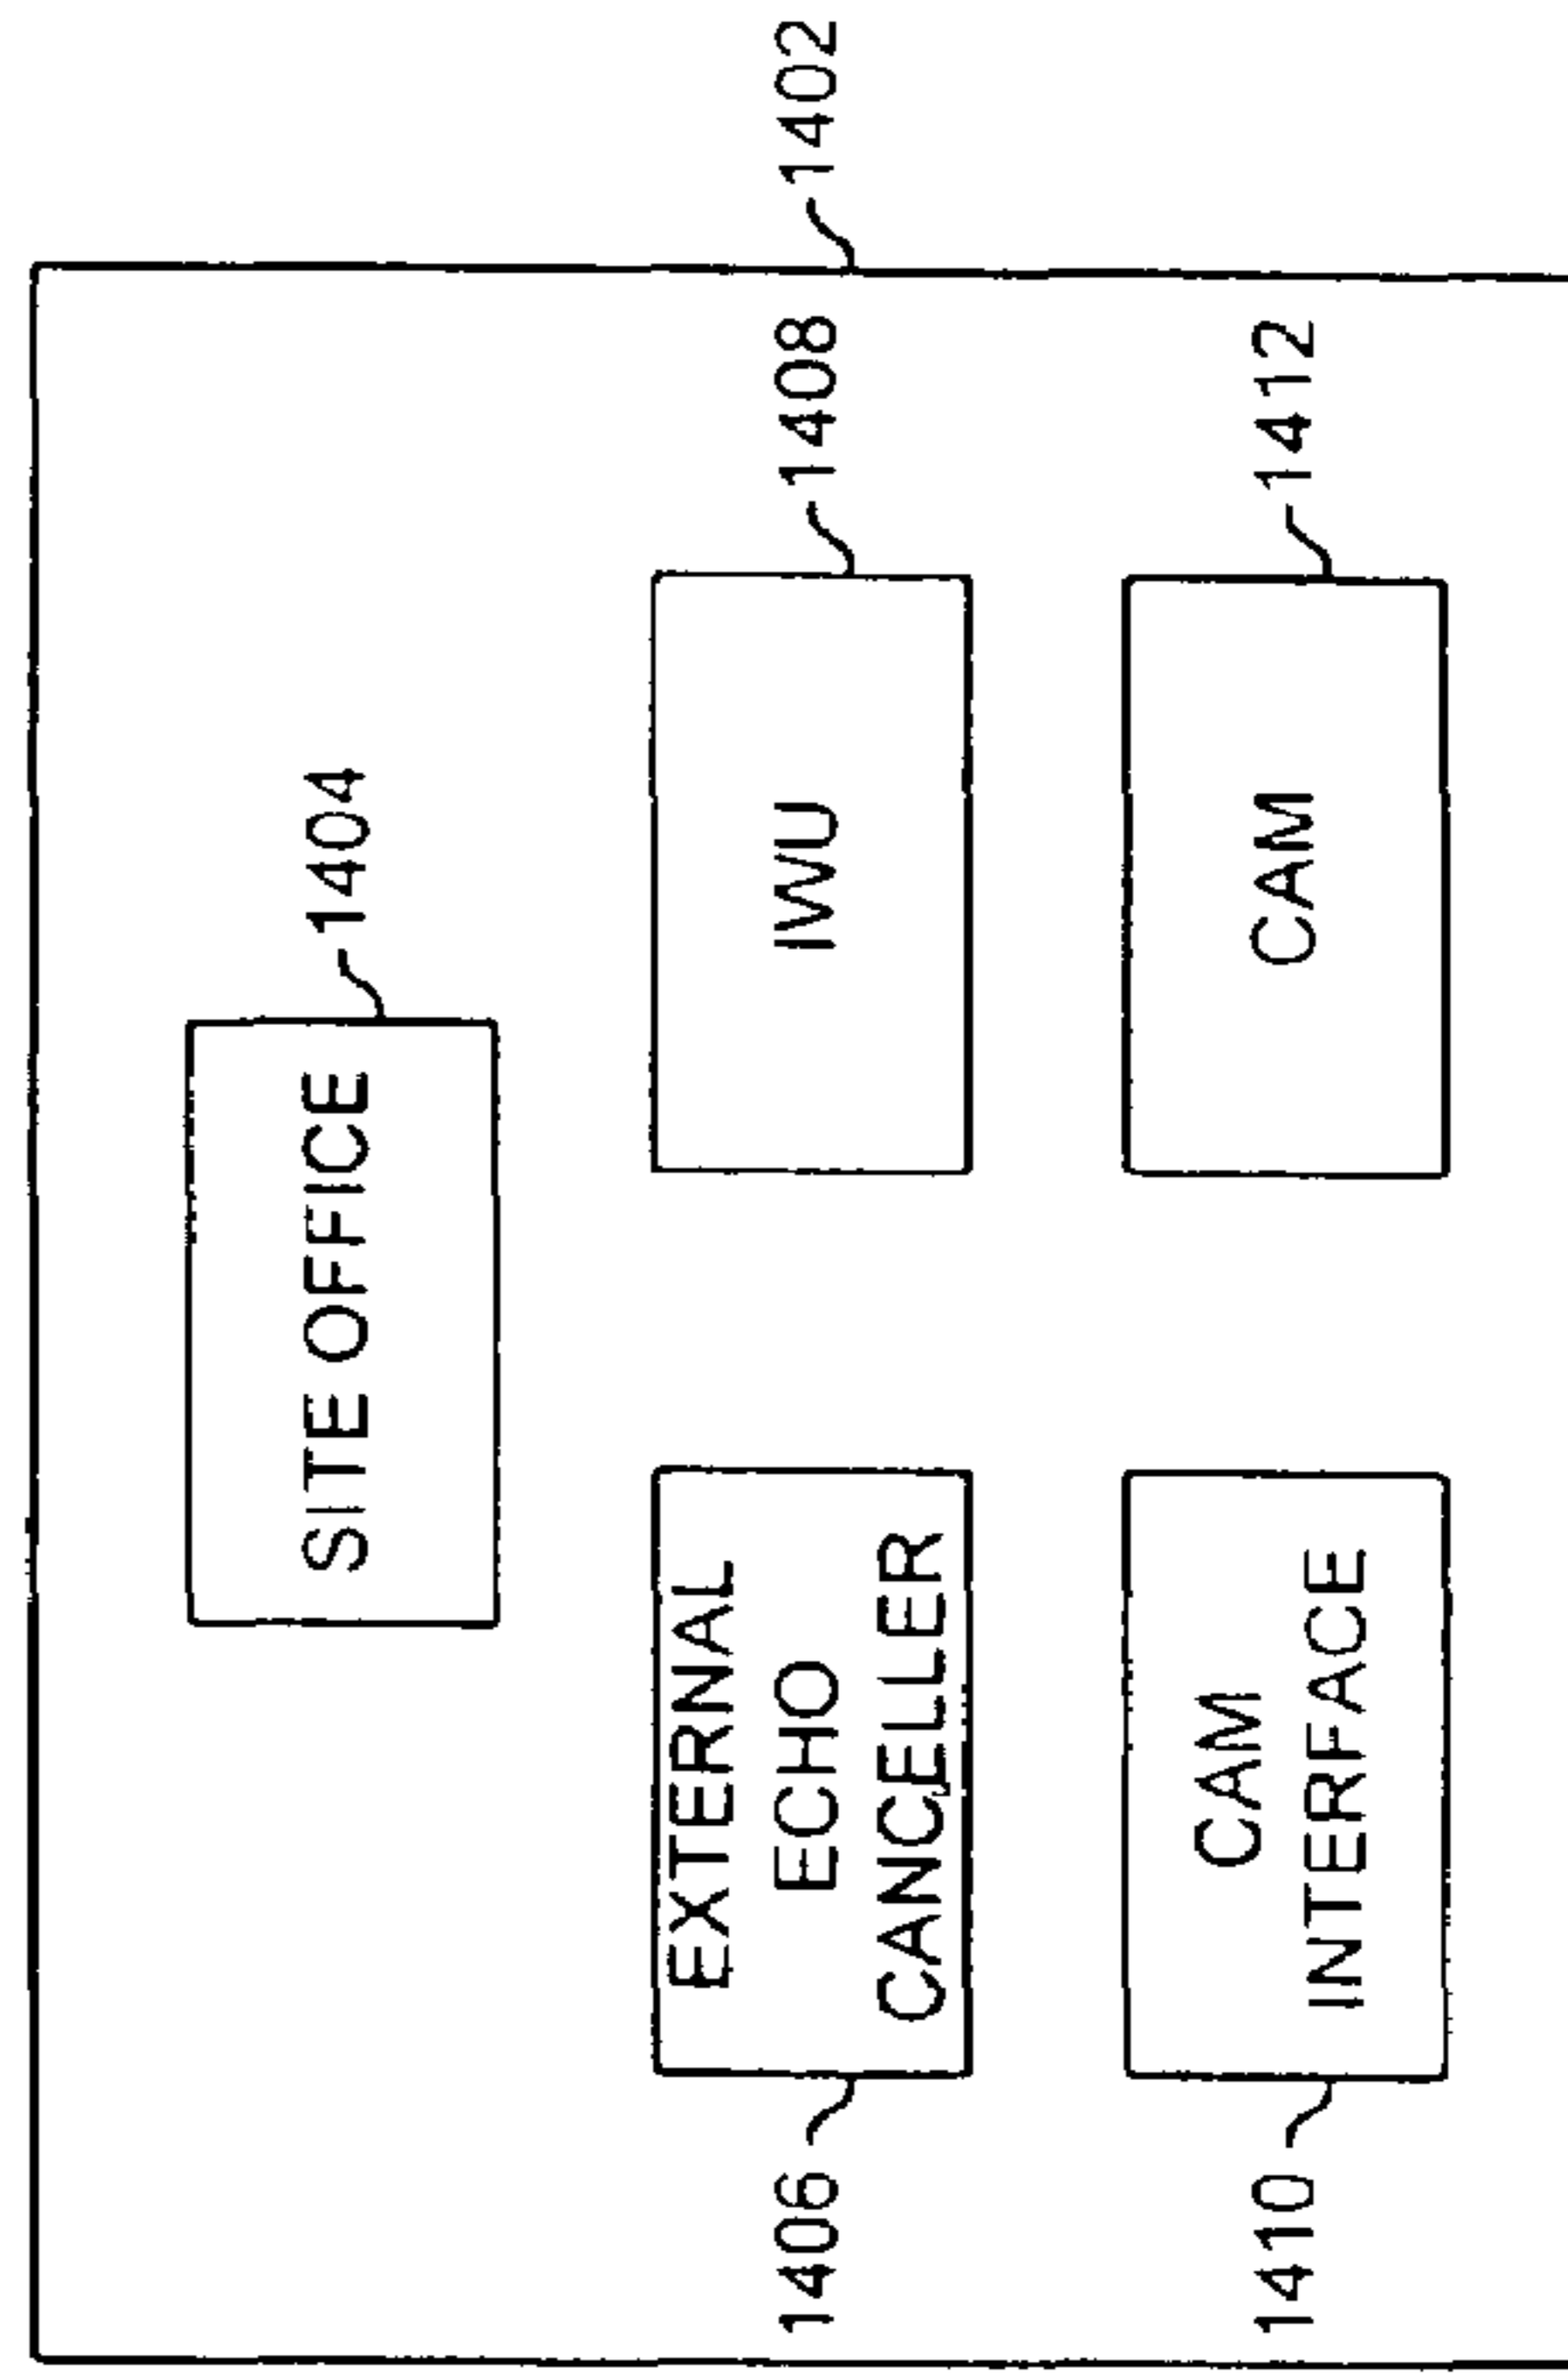 1402
SITE OFFICE
1404
EXTERNAL
ECHO
CANCELLER
1406
IWU
1408
CAM
INTERFACE
1410
CAM
1412